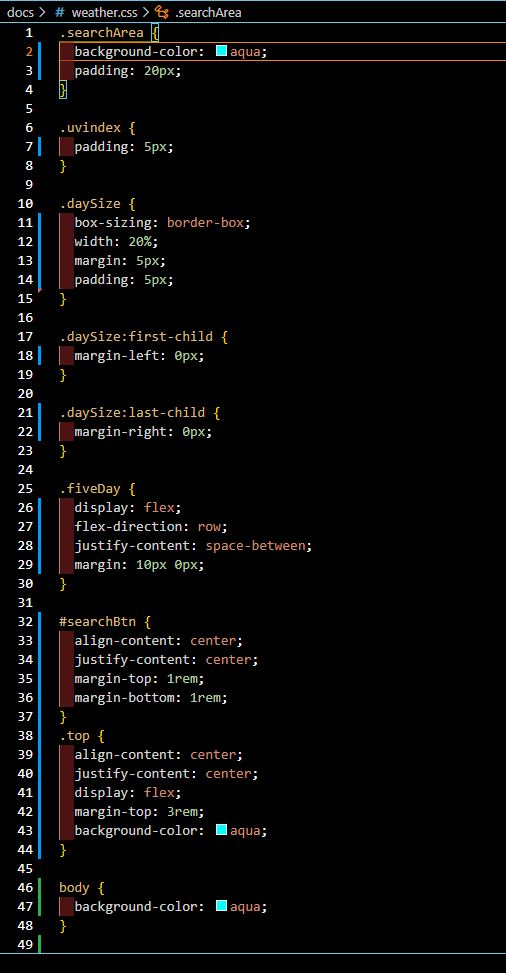 docs > # weather.css > .searchArea
1 .searchArea {
2 background-color: aqua;
3 padding: 20px;
4 }
5
6 .uvindex {
7 padding: 5px;
8 }
9
10 .daySize {
11 box-sizing: border-box;
12 width: 20%;
13 margin: 5px;
14 padding: 5px;
15 }
16
17 .daySize:first-child {
18 margin-left: 0px;
19 }
20
21 .daySize:last-child {
22 margin-right: 0px;
23 }
24
25 .fiveDay {
26 display: flex;
27 flex-direction: row;
28 justify-content: space-between;
29 margin: 10px 0px;
30 }
31
32 #searchBtn {
33 align-content: center;
34 justify-content: center;
35 margin-top: 1rem;
36 margin-bottom: 1rem;
37 }
38 .top {
39 align-content: center;
40 justify-content: center;
41 display: flex;
42 margin-top: 3rem;
43 background-color: aqua;
44 }
45
46 body {
47 background-color: aqua;
48 }
49